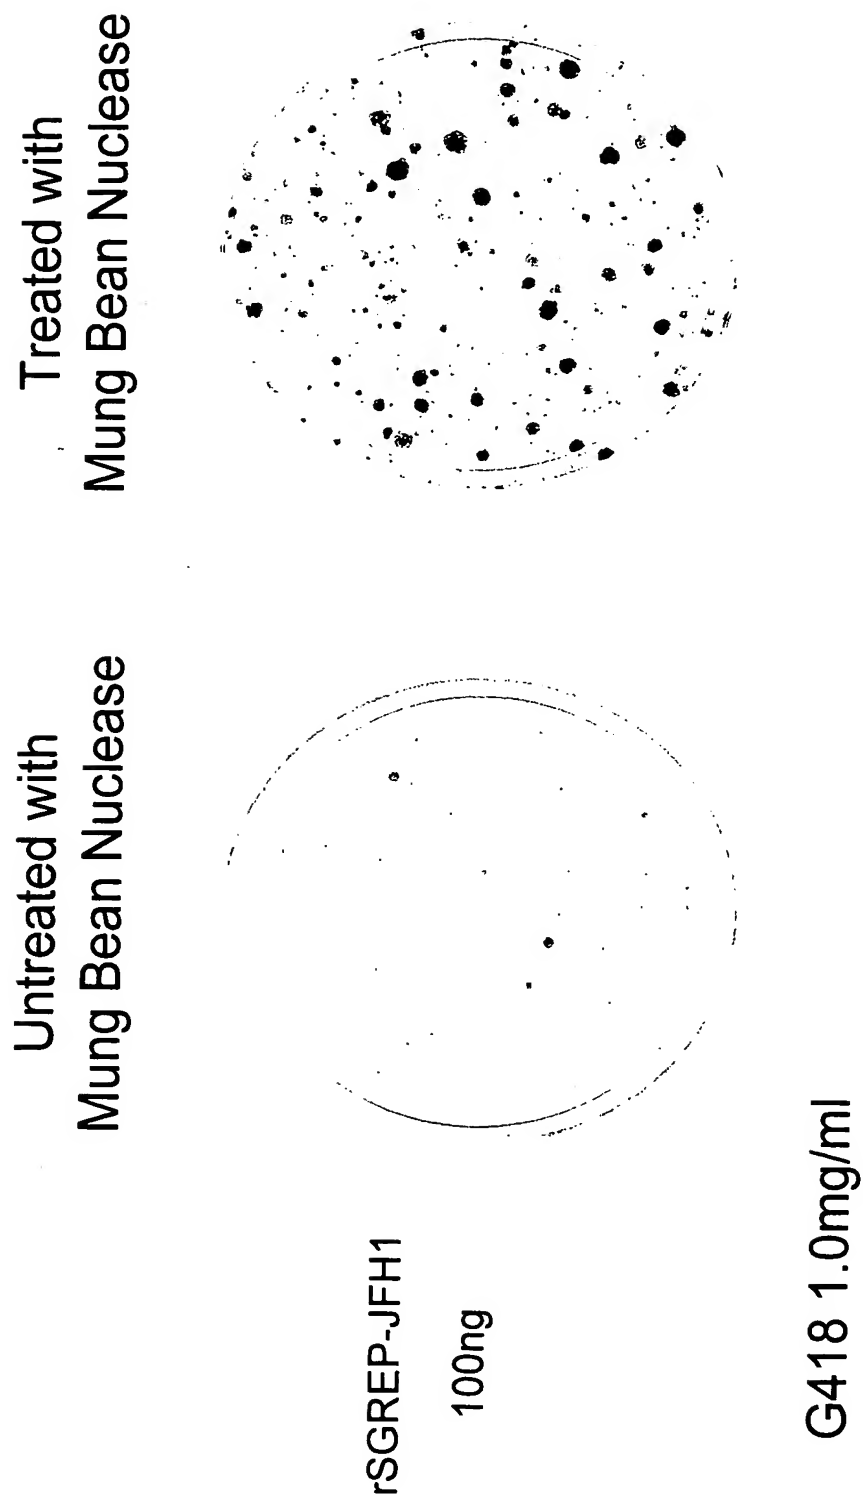 Untreated with
Mung Bean Nuclease
Treated with
Mung Bean Nuclease
rSGREP-JFH1
100ng
G418 1.0mg/ml